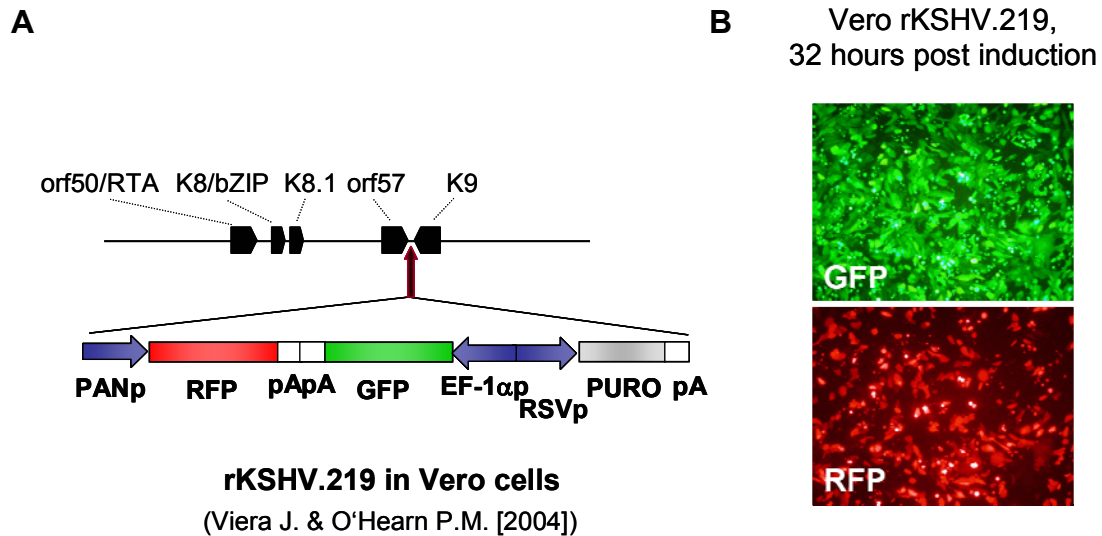 A
orf50/RTA K8/bZIP K8.1 orf57 K9
PANp RFP pApA GFP EF-1αp RSVp PURO pA
rKSHV.219 in Vero cells
(Viera J. & O‘Hearn P.M. [2004])
B
Vero rKSHV.219,
32 hours post induction
GFP
RFP